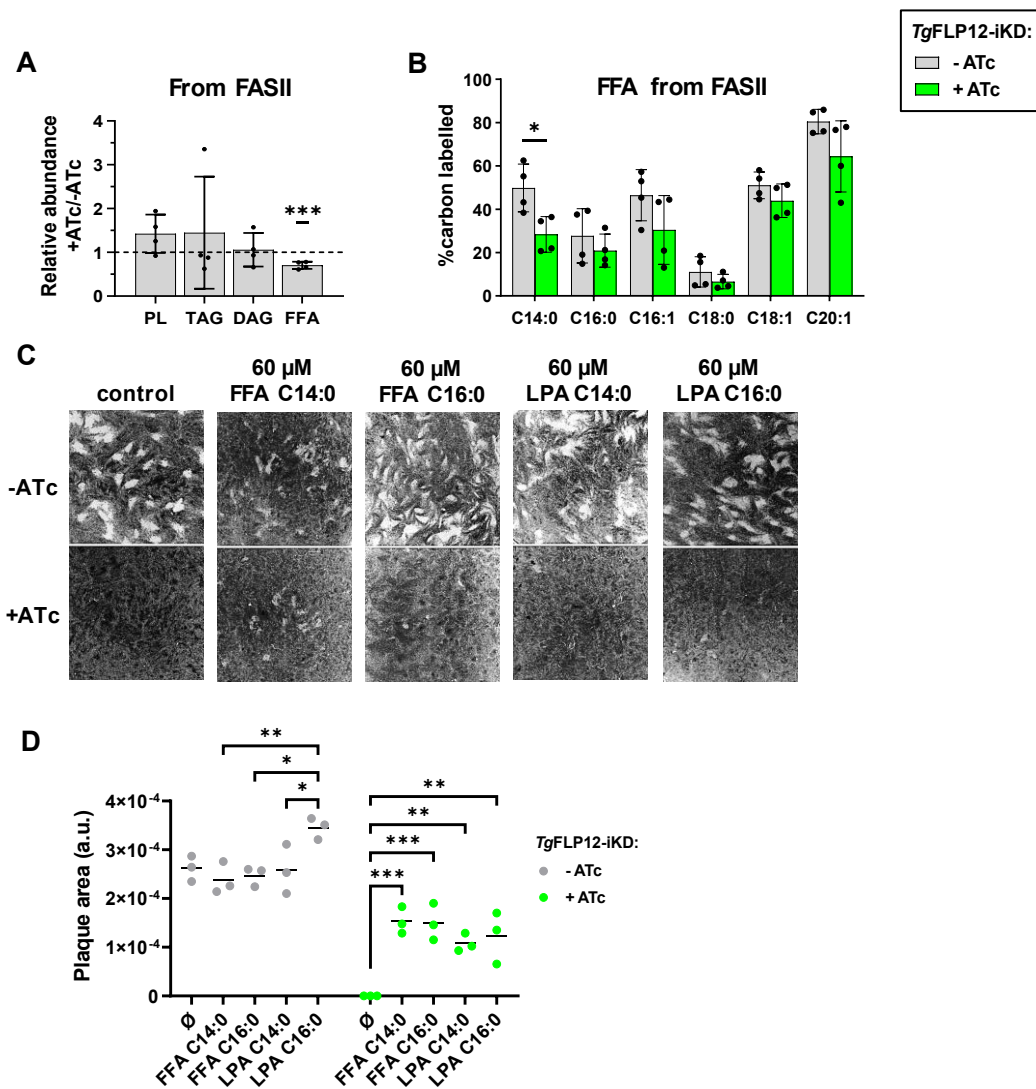 TgFLP12-iKD:
- ATc
+ ATc
A
From FASII
Relative abundance
+ATc/-ATc
4
3
2
1
0
***
PL TAG DAG FFA
B
FFA from FASII
%carbon labelled
100
80
60
40
20
0
*
C14:0 C16:0 C16:1 C18:0 C18:1 C20:1
C
control
60 µM
FFA C14:0
60 µM
FFA C16:0
60 µM
LPA C14:0
60 µM
LPA C16:0
-ATc
+ATc
D
Plaque area (a.u.)
4×10⁻⁴
3×10⁻⁴
2×10⁻⁴
1×10⁻⁴
0
**
*
*
**
**
***
***
Ø
FFA C14:0
FFA C16:0
LPA C14:0
LPA C16:0
Ø
FFA C14:0
FFA C16:0
LPA C14:0
LPA C16:0
TgFLP12-iKD:
- ATc
+ ATc